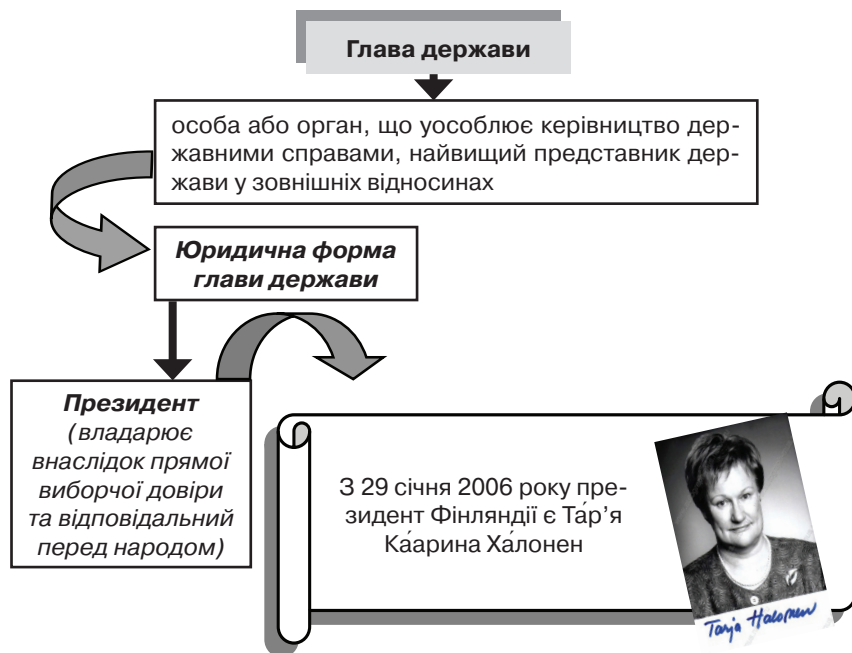 Глава держави
особа або орган, що уособлює керівництво дер-
жавними справами, найвищий представник дер-
жави у зовнішніх відносинах
Юридична форма
глави держави
Президент
(владарює
внаслідок прямої
виборчої довіри
та відповідальний
перед народом)
З 29 січня 2006 року пре-
зидент Фінляндії є Та́р’я
Ка́арина Ха́лонен
Tarja Halonen